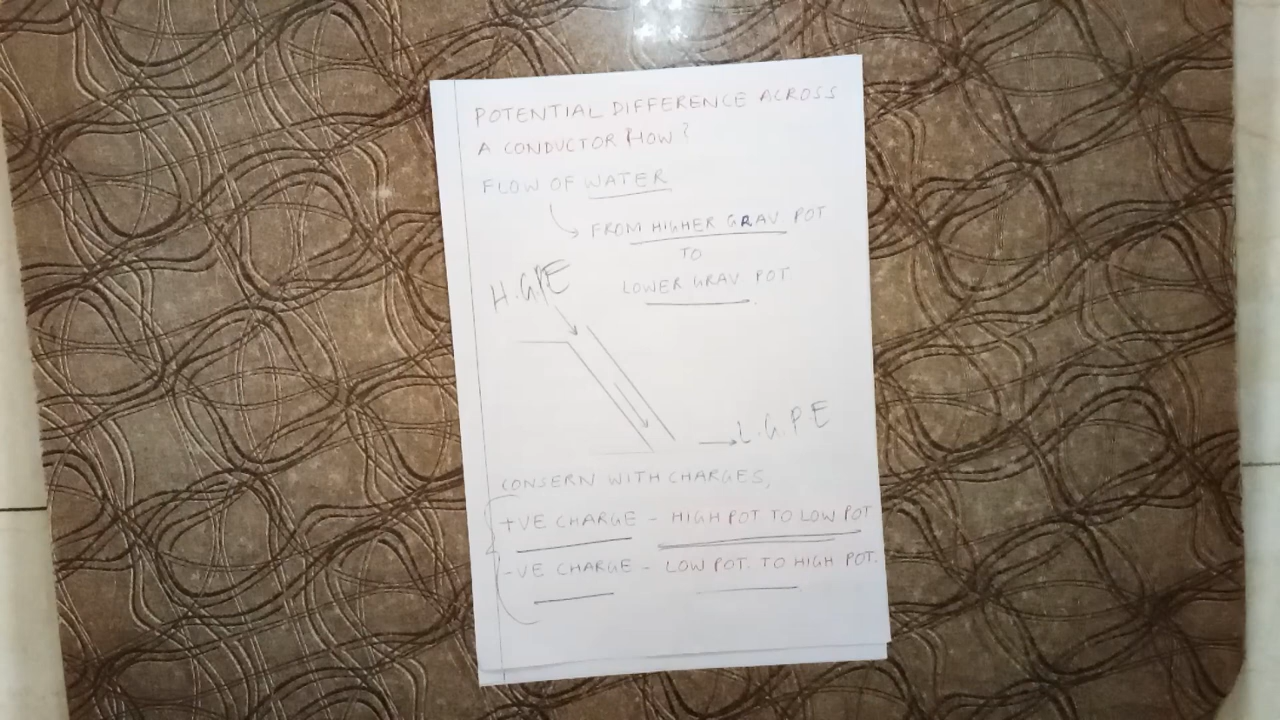 POTENTIAL DIFFERENCE ACROSS
A CONDUCTOR HOW?
FLOW OF WATER
FROM HIGHER GRAV POT
TO
LOWER GRAV. POT.
H.GPE
L.G.P.E
CONSERN WITH CHARGES,
+VE CHARGE - HIGH POT TO LOW POT
-VE CHARGE - LOW POT. TO HIGH POT.